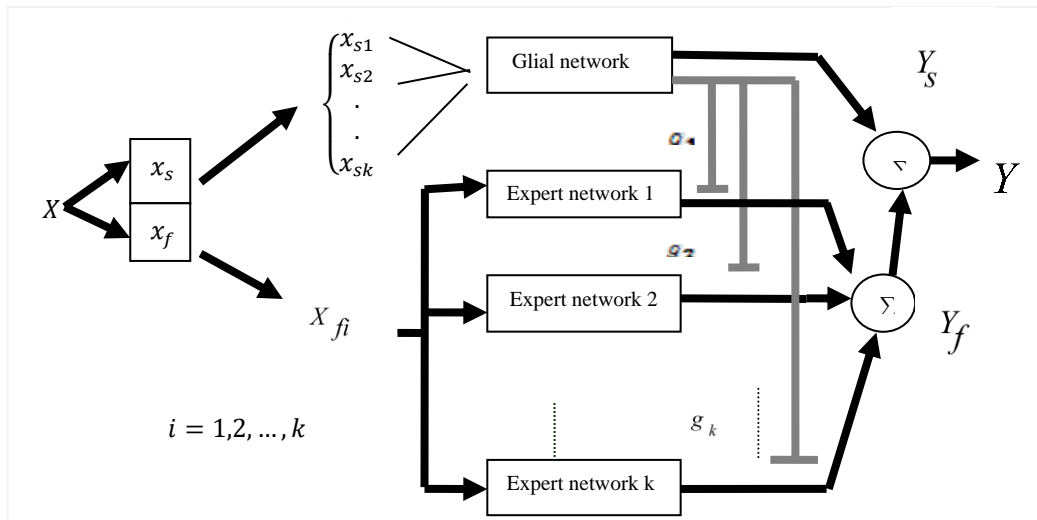 x_{s1}
x_{s2}
.
.
x_{sk}
Glial network
Y_s
X
x_s
x_f
Σ
Y
Expert network 1
Expert network 2
Σ
X_{fi}
Y_f
i = 1,2, … , k
g_k
Expert network k